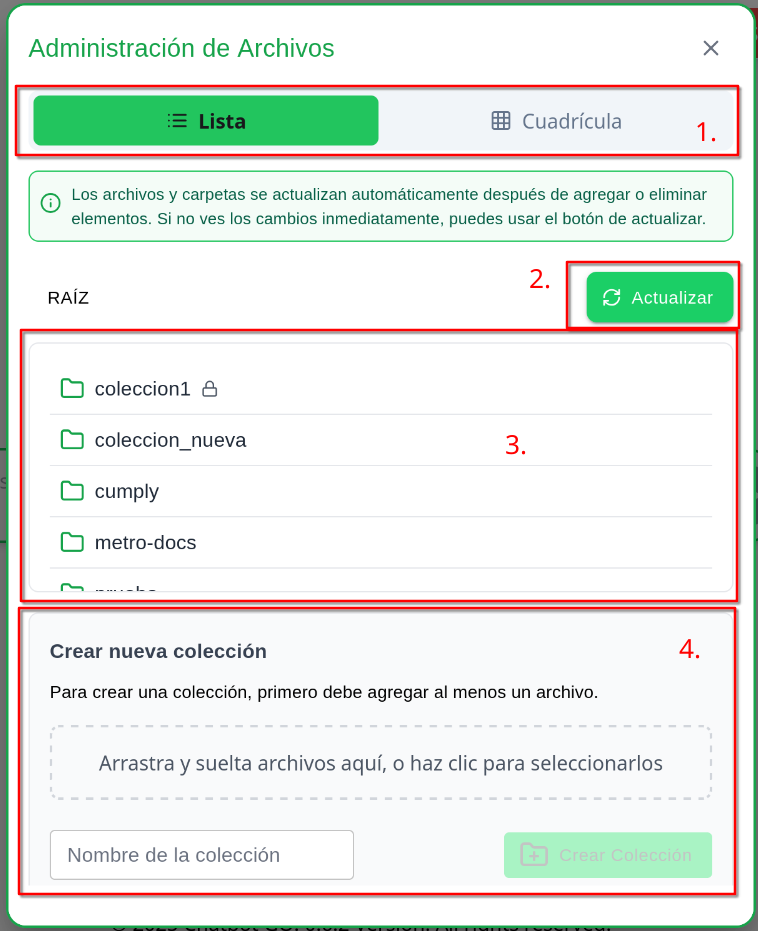 Administración de Archivos
Lista
Cuadrícula
1.
Los archivos y carpetas se actualizan automáticamente después de agregar o eliminar
elementos. Si no ves los cambios inmediatamente, puedes usar el botón de actualizar.
2.
RAÍZ
Actualizar
coleccion1
coleccion_nueva
3.
cumply
metro-docs
4.
Crear nueva colección
Para crear una colección, primero debe agregar al menos un archivo.
Arrastra y suelta archivos aquí, o haz clic para seleccionarlos
Nombre de la colección
Crear Colección